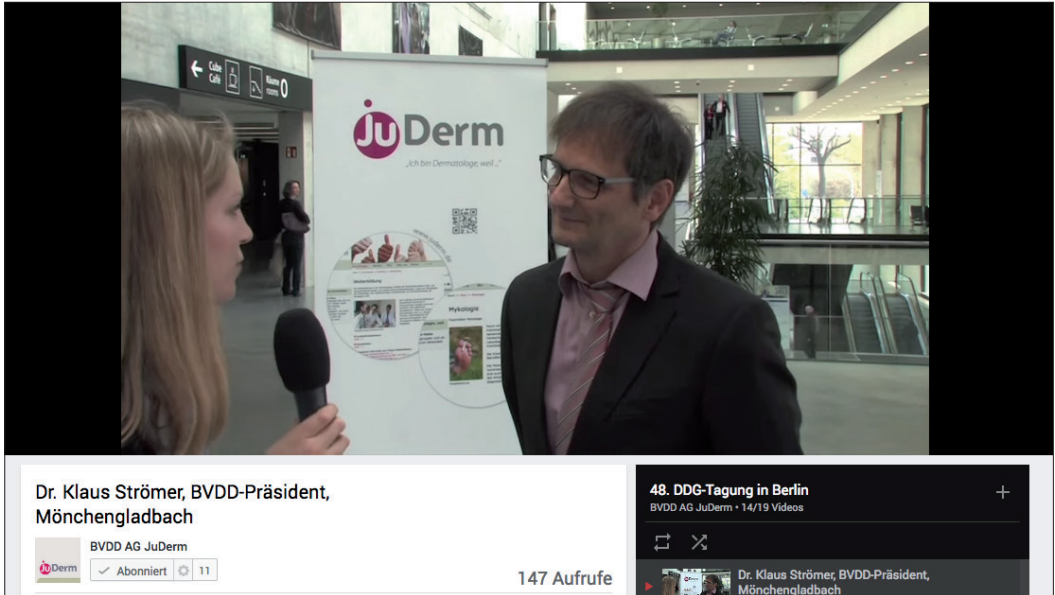 Cube
Café
Räume
rooms
JuDerm
„Ich bin Dermatologe, weil ..."
Mykologie
Dr. Klaus Strömer, BVDD-Präsident,
Mönchengladbach
BVDD AG JuDerm
JuDerm
Abonniert 11
147 Aufrufe
48. DDG-Tagung in Berlin
BVDD AG JuDerm • 14/19 Videos
Dr. Klaus Strömer, BVDD-Präsident,
Mönchengladbach